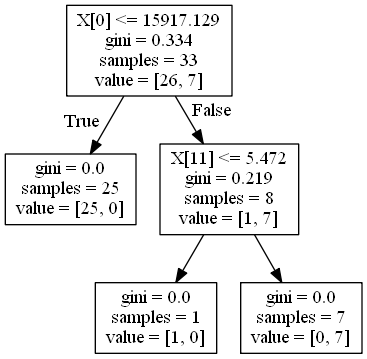 X[0] <= 15917.129
gini = 0.334
samples = 33
value = [26, 7]
True
False
gini = 0.0
samples = 25
value = [25, 0]
X[11] <= 5.472
gini = 0.219
samples = 8
value = [1, 7]
gini = 0.0
samples = 1
value = [1, 0]
gini = 0.0
samples = 7
value = [0, 7]